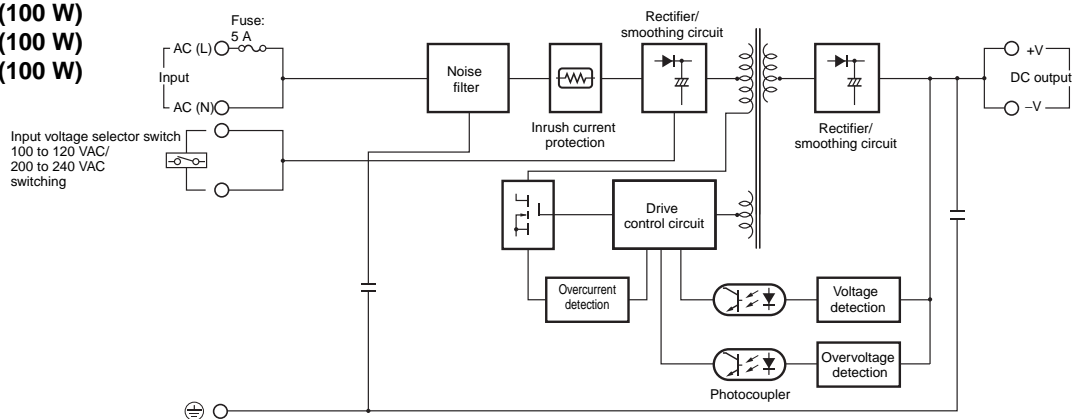 (100 W)
(100 W)
(100 W)
Fuse:
5 A
AC (L)
Input
AC (N)
Input voltage selector switch
100 to 120 VAC/
200 to 240 VAC
switching
Noise
filter
Inrush current
protection
Rectifier/
smoothing circuit
Rectifier/
smoothing circuit
+V
DC output
−V
Drive
control circuit
Overcurrent
detection
Voltage
detection
Overvoltage
detection
Photocoupler